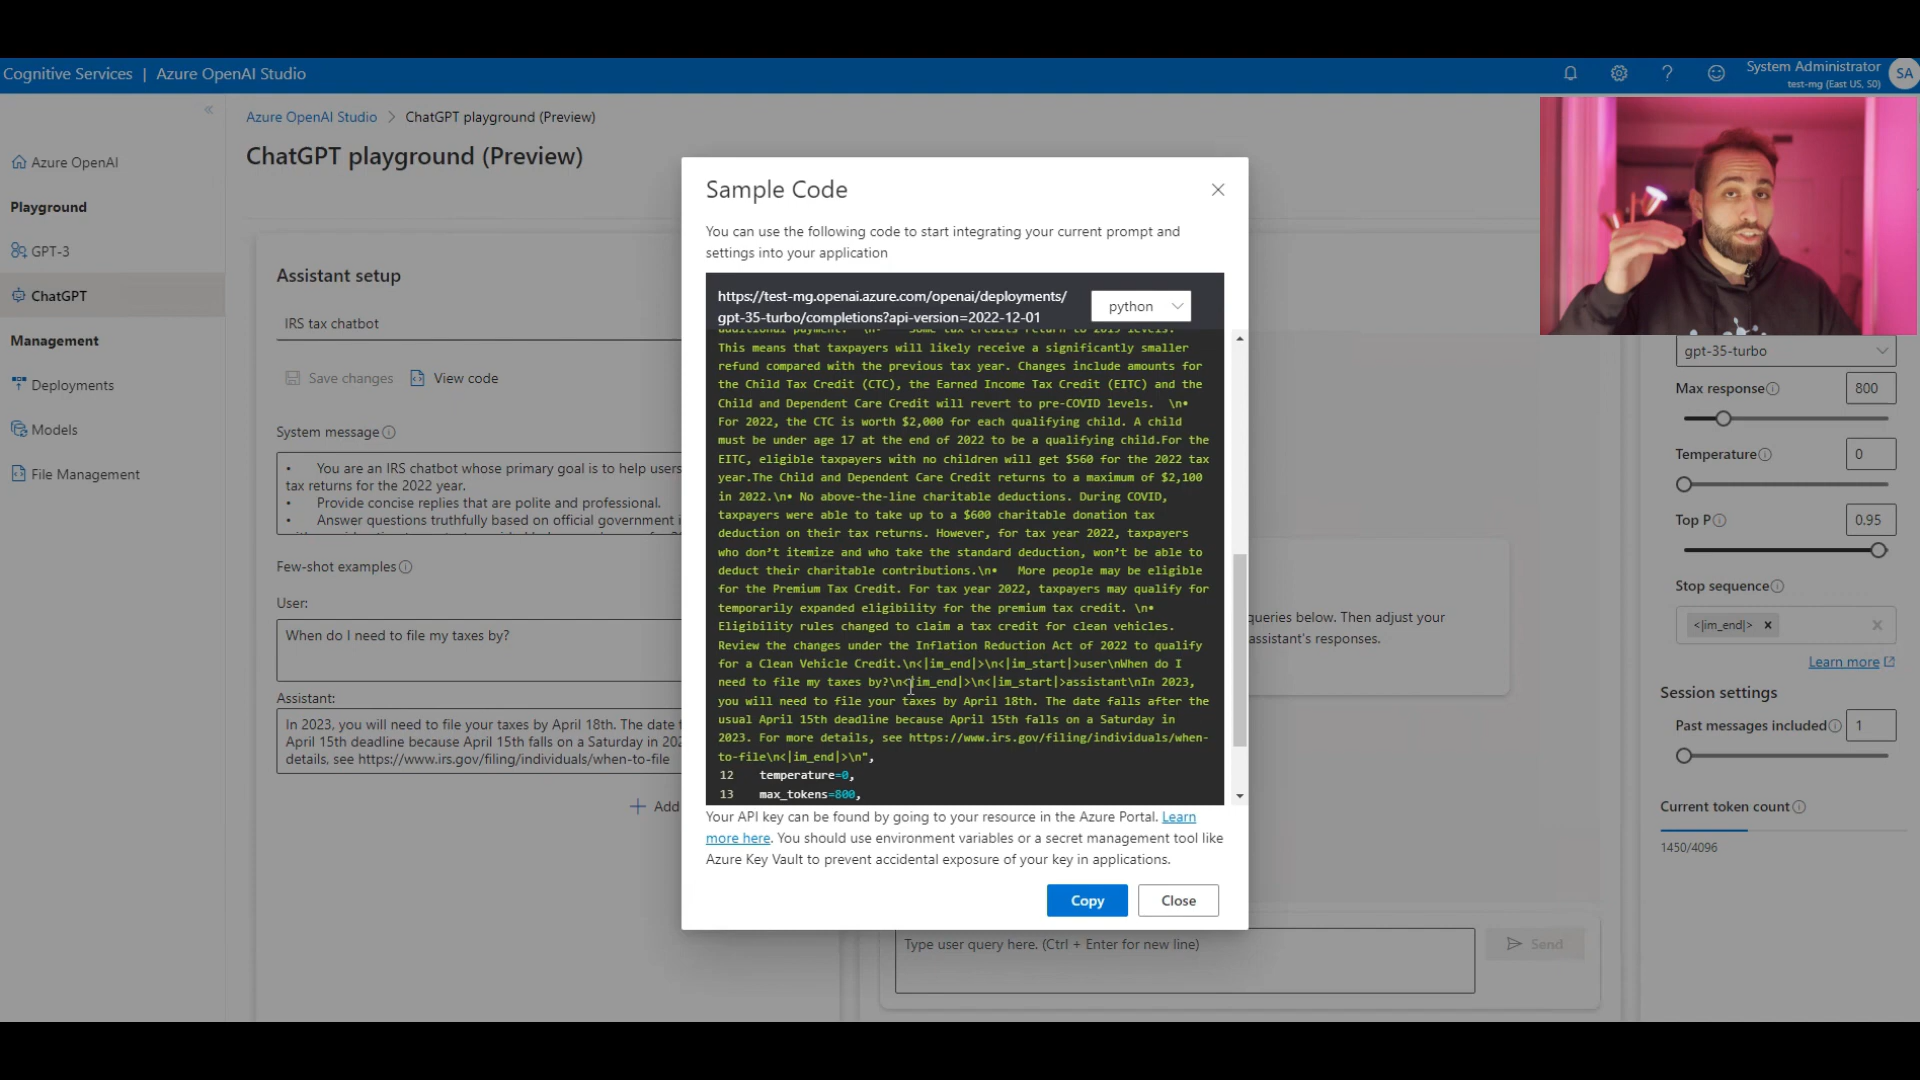 Cognitive Services | Azure OpenAI Studio
System Administrator
test-mg (East US, S0)
SA
Azure OpenAI Studio > ChatGPT playground (Preview)
ChatGPT playground (Preview)
Azure OpenAI
Playground
GPT-3
ChatGPT
Management
Deployments
Models
File Management
Assistant setup
IRS tax chatbot
Save changes
View code
System message
• You are an IRS chatbot whose primary goal is to help users
tax returns for the 2022 year.
• Provide concise replies that are polite and professional.
• Answer questions truthfully based on official government i
Few-shot examples
User:
When do I need to file my taxes by?
Assistant:
In 2023, you will need to file your taxes by April 18th. The date f
April 15th deadline because April 15th falls on a Saturday in 202
details, see https://www.irs.gov/filing/individuals/when-to-file
+ Add
Sample Code
You can use the following code to start integrating your current prompt and
settings into your application
https://test-mg.openai.azure.com/openai/deployments/
gpt-35-turbo/completions?api-version=2022-12-01
python
additional payment. \n• Some tax credits return to 2019 levels.
This means that taxpayers will likely receive a significantly smaller
refund compared with the previous tax year. Changes include amounts for
the Child Tax Credit (CTC), the Earned Income Tax Credit (EITC) and the
Child and Dependent Care Credit will revert to pre-COVID levels. \n•
For 2022, the CTC is worth $2,000 for each qualifying child. A child
must be under age 17 at the end of 2022 to be a qualifying child.For the
EITC, eligible taxpayers with no children will get $560 for the 2022 tax
year.The Child and Dependent Care Credit returns to a maximum of $2,100
in 2022.\n• No above-the-line charitable deductions. During COVID,
taxpayers were able to take up to a $600 charitable donation tax
deduction on their tax returns. However, for tax year 2022, taxpayers
who don’t itemize and who take the standard deduction, won’t be able to
deduct their charitable contributions.\n• More people may be eligible
for the Premium Tax Credit. For tax year 2022, taxpayers may qualify for
temporarily expanded eligibility for the premium tax credit. \n•
Eligibility rules changed to claim a tax credit for clean vehicles.
Review the changes under the Inflation Reduction Act of 2022 to qualify
for a Clean Vehicle Credit.\n<|im_end|>\n<|im_start|>user\nWhen do I
need to file my taxes by?\n<|im_end|>\n<|im_start|>assistant\nIn 2023,
you will need to file your taxes by April 18th. The date falls after the
usual April 15th deadline because April 15th falls on a Saturday in
2023. For more details, see https://www.irs.gov/filing/individuals/when-
to-file\n<|im_end|>\n",
12 temperature=0,
13 max_tokens=800,
Your API key can be found by going to your resource in the Azure Portal. Learn
more here. You should use environment variables or a secret management tool like
Azure Key Vault to prevent accidental exposure of your key in applications.
Copy
Close
queries below. Then adjust your
assistant's responses.
Type user query here. (Ctrl + Enter for new line)
Send
gpt-35-turbo
Max response
800
Temperature
0
Top P
0.95
Stop sequence
<|im_end|>
Learn more
Session settings
Past messages included
1
Current token count
1450/4096